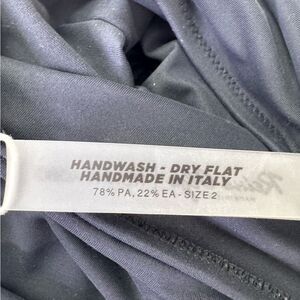 HANDWASH - DRY FLAT
HANDMADE IN ITALY
78% PA, 22% EA - SIZE 2